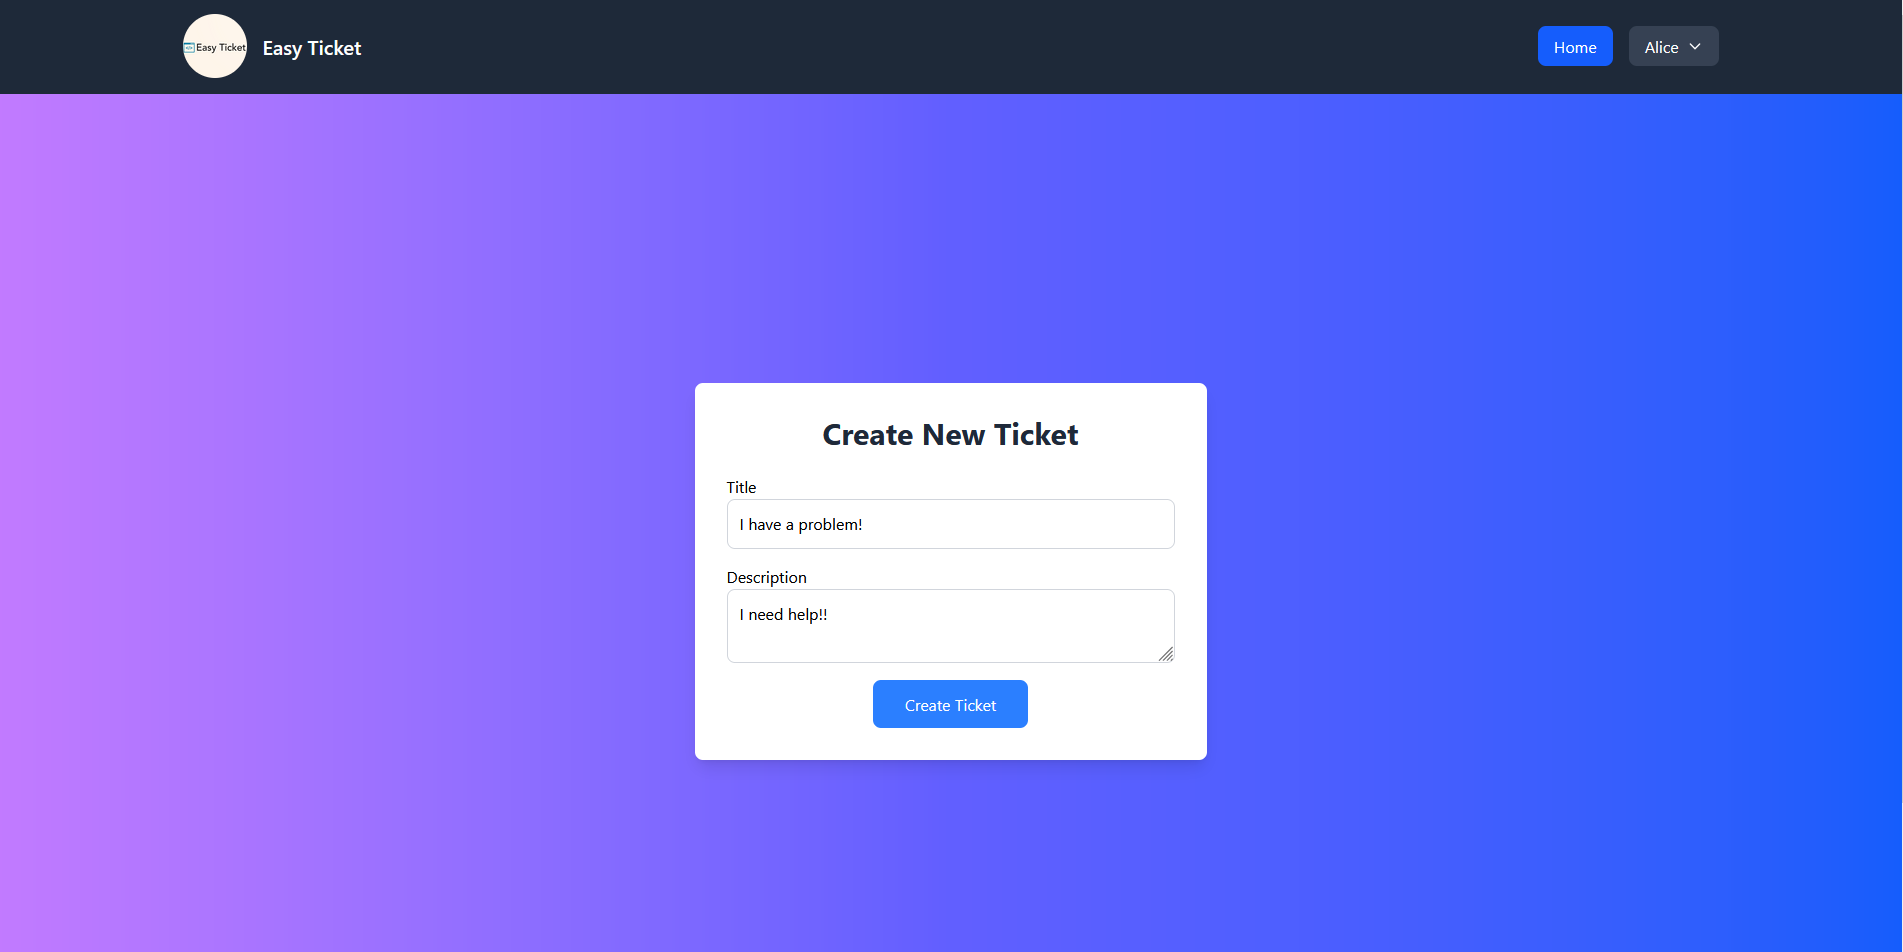 Easy Ticket
Easy Ticket
Home
Alice
Create New Ticket
Title
I have a problem!
Description
I need help!!
Create Ticket